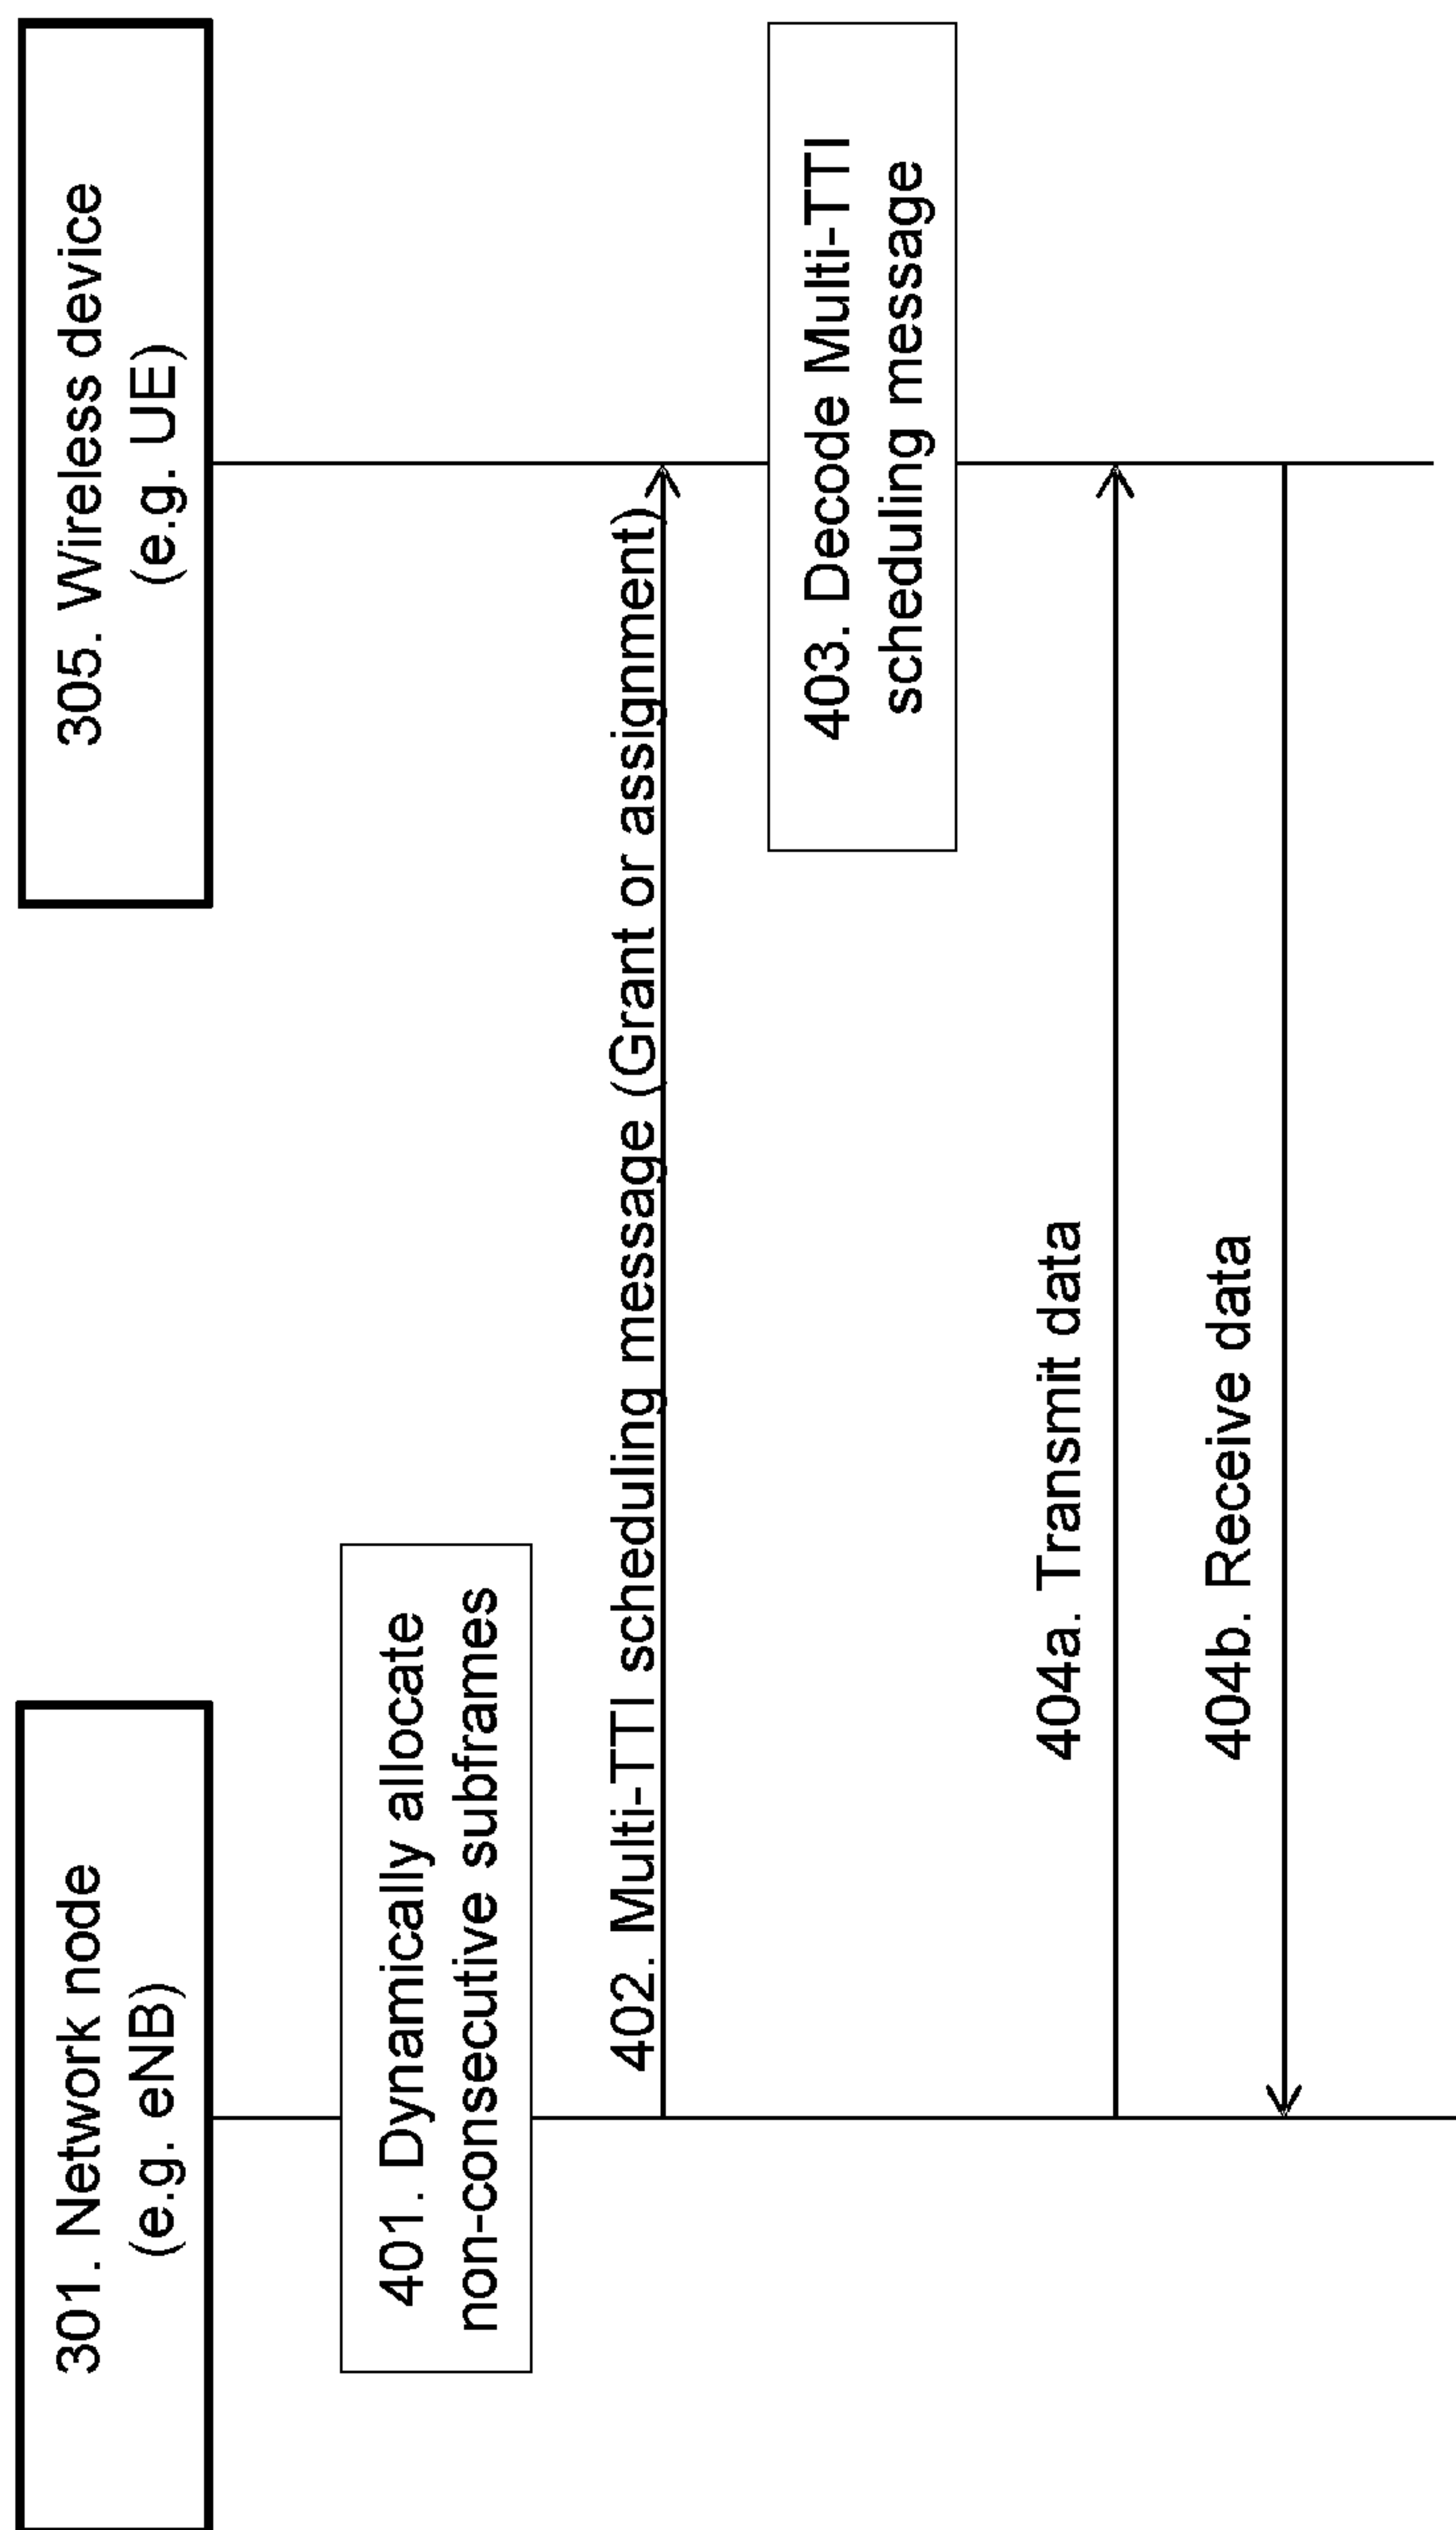 301. Network node
(e.g. eNB)
305. Wireless device
(e.g. UE)
401. Dynamically allocate
non-consecutive subframes
402. Multi-TTI scheduling message (Grant or assignment)
403. Decode Multi-TTI
scheduling message
404a. Transmit data
404b. Receive data